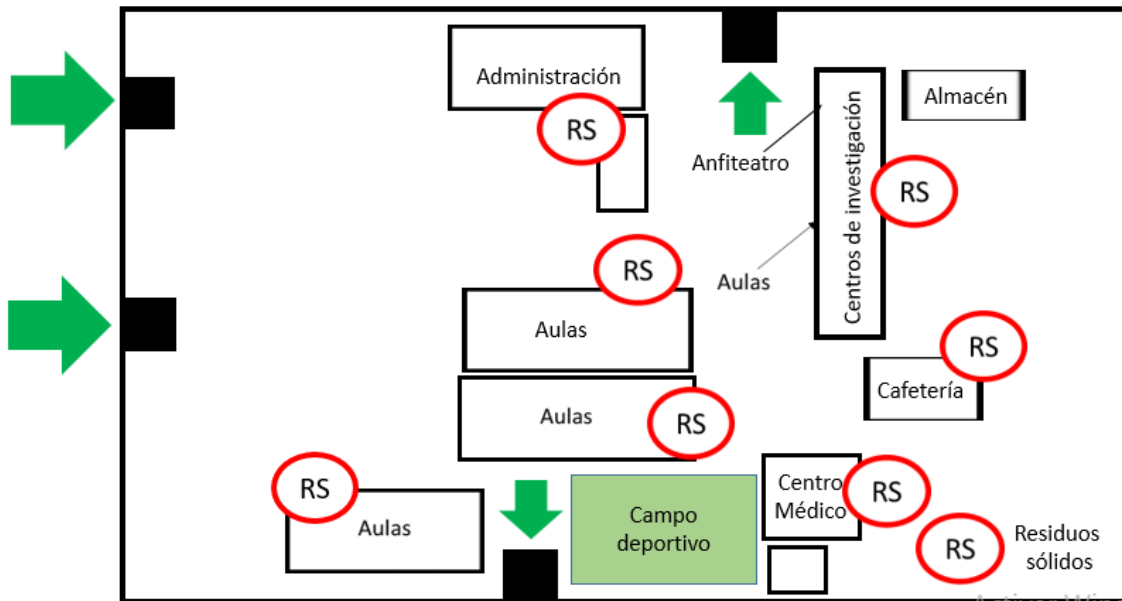 Administración
RS
Almacén
Anfiteatro
Centros de investigación
RS
RS
Aulas
Aulas
RS
Cafetería
Aulas
RS
RS
Aulas
Campo
deportivo
Centro
Médico
RS
RS
Residuos
sólidos